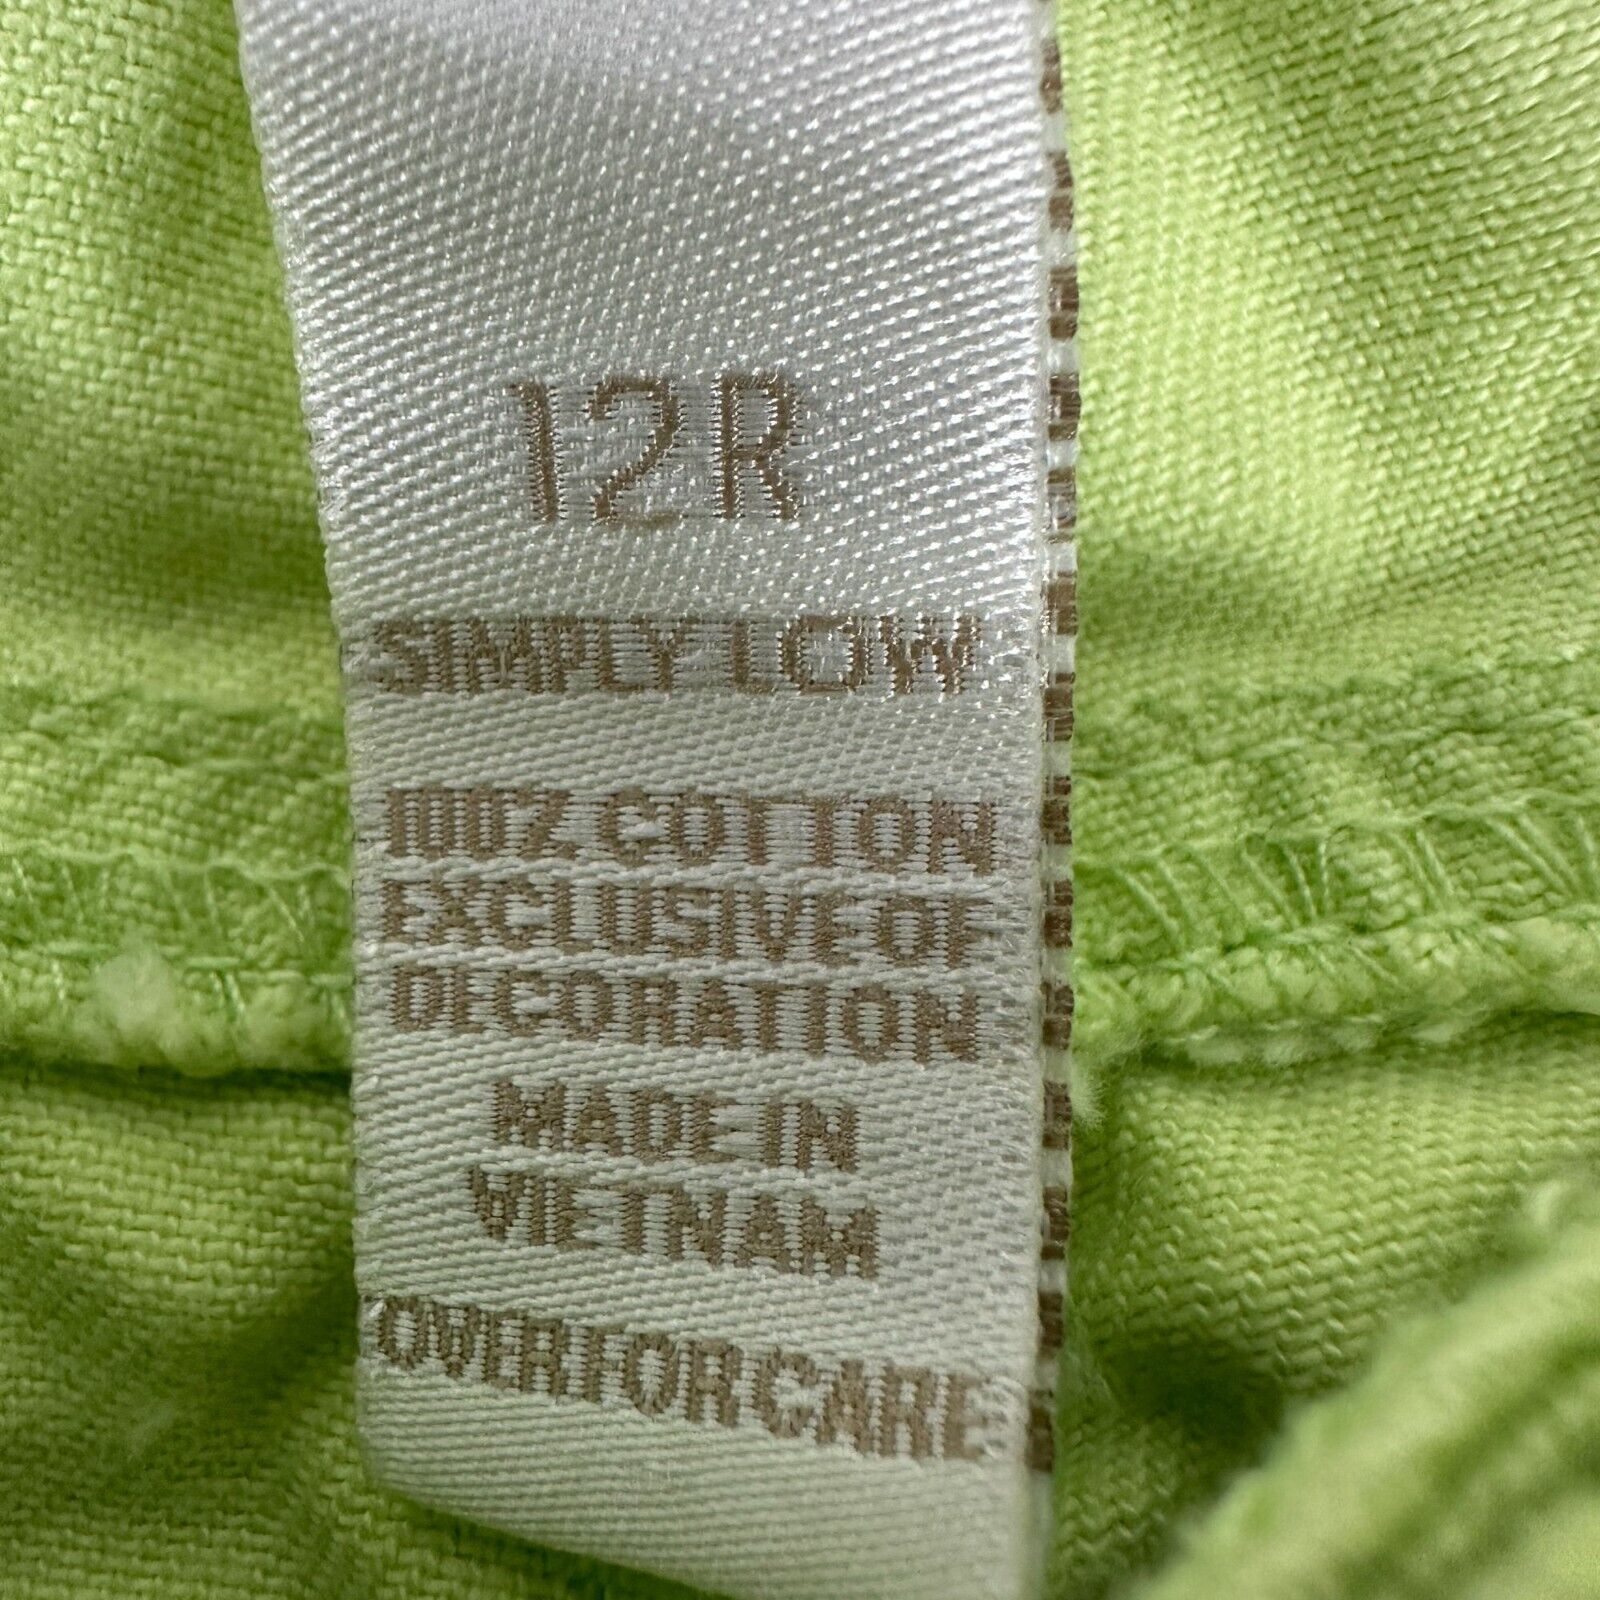 12R
SIMPLY LOW
100% COTTON
EXCLUSIVE OF
DECORATION
MADE IN
VIETNAM
OVER FOR CARE